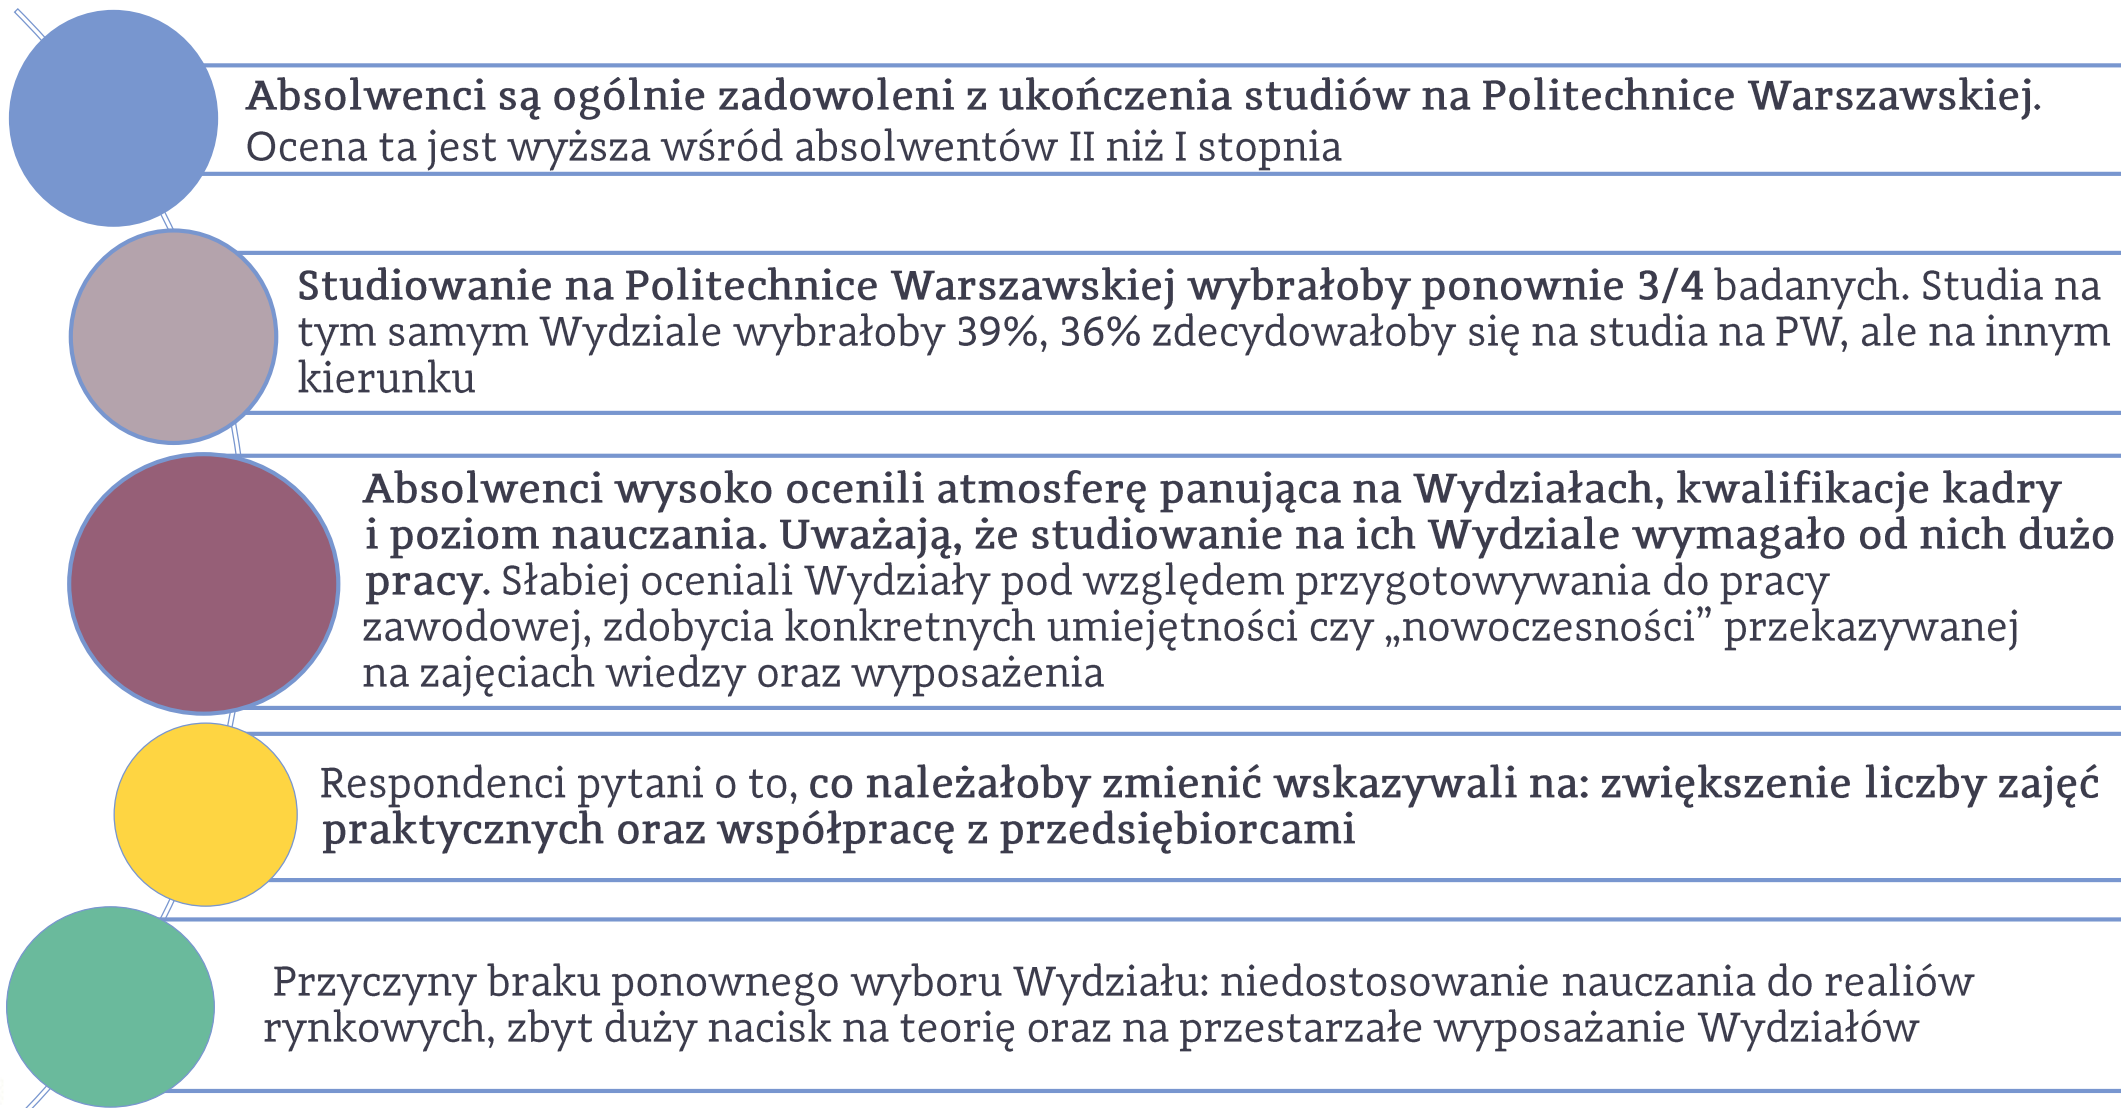 Absolwenci są ogólnie zadowoleni z ukończenia studiów na Politechnice Warszawskiej.
Ocena ta jest wyższa wśród absolwentów II niż I stopnia
Studiowanie na Politechnice Warszawskiej wybrałoby ponownie 3/4 badanych. Studia na
tym samym Wydziale wybrałoby 39%, 36% zdecydowałoby się na studia na PW, ale na innym
kierunku
Absolwenci wysoko ocenili atmosferę panująca na Wydziałach, kwalifikacje kadry
i poziom nauczania. Uważają, że studiowanie na ich Wydziale wymagało od nich dużo
pracy. Słabiej oceniali Wydziały pod względem przygotowywania do pracy
zawodowej, zdobycia konkretnych umiejętności czy „nowoczesności” przekazywanej
na zajęciach wiedzy oraz wyposażenia
Respondenci pytani o to, co należałoby zmienić wskazywali na: zwiększenie liczby zajęć
praktycznych oraz współpracę z przedsiębiorcami
Przyczyny braku ponownego wyboru Wydziału: niedostosowanie nauczania do realiów
rynkowych, zbyt duży nacisk na teorię oraz na przestarzałe wyposażanie Wydziałów